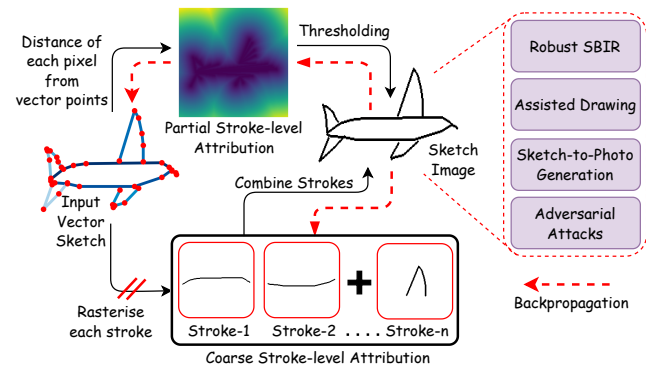 Distance of
each pixel
from
vector points
Thresholding
Partial Stroke-level
Attribution
Input
Vector
Sketch
Combine Strokes
Sketch
Image
Rasterise
each stroke
Stroke-1
Stroke-2
. . . .
Stroke-n
Coarse Stroke-level Attribution
Robust SBIR
Assisted Drawing
Sketch-to-Photo
Generation
Adversarial
Attacks
Backpropagation